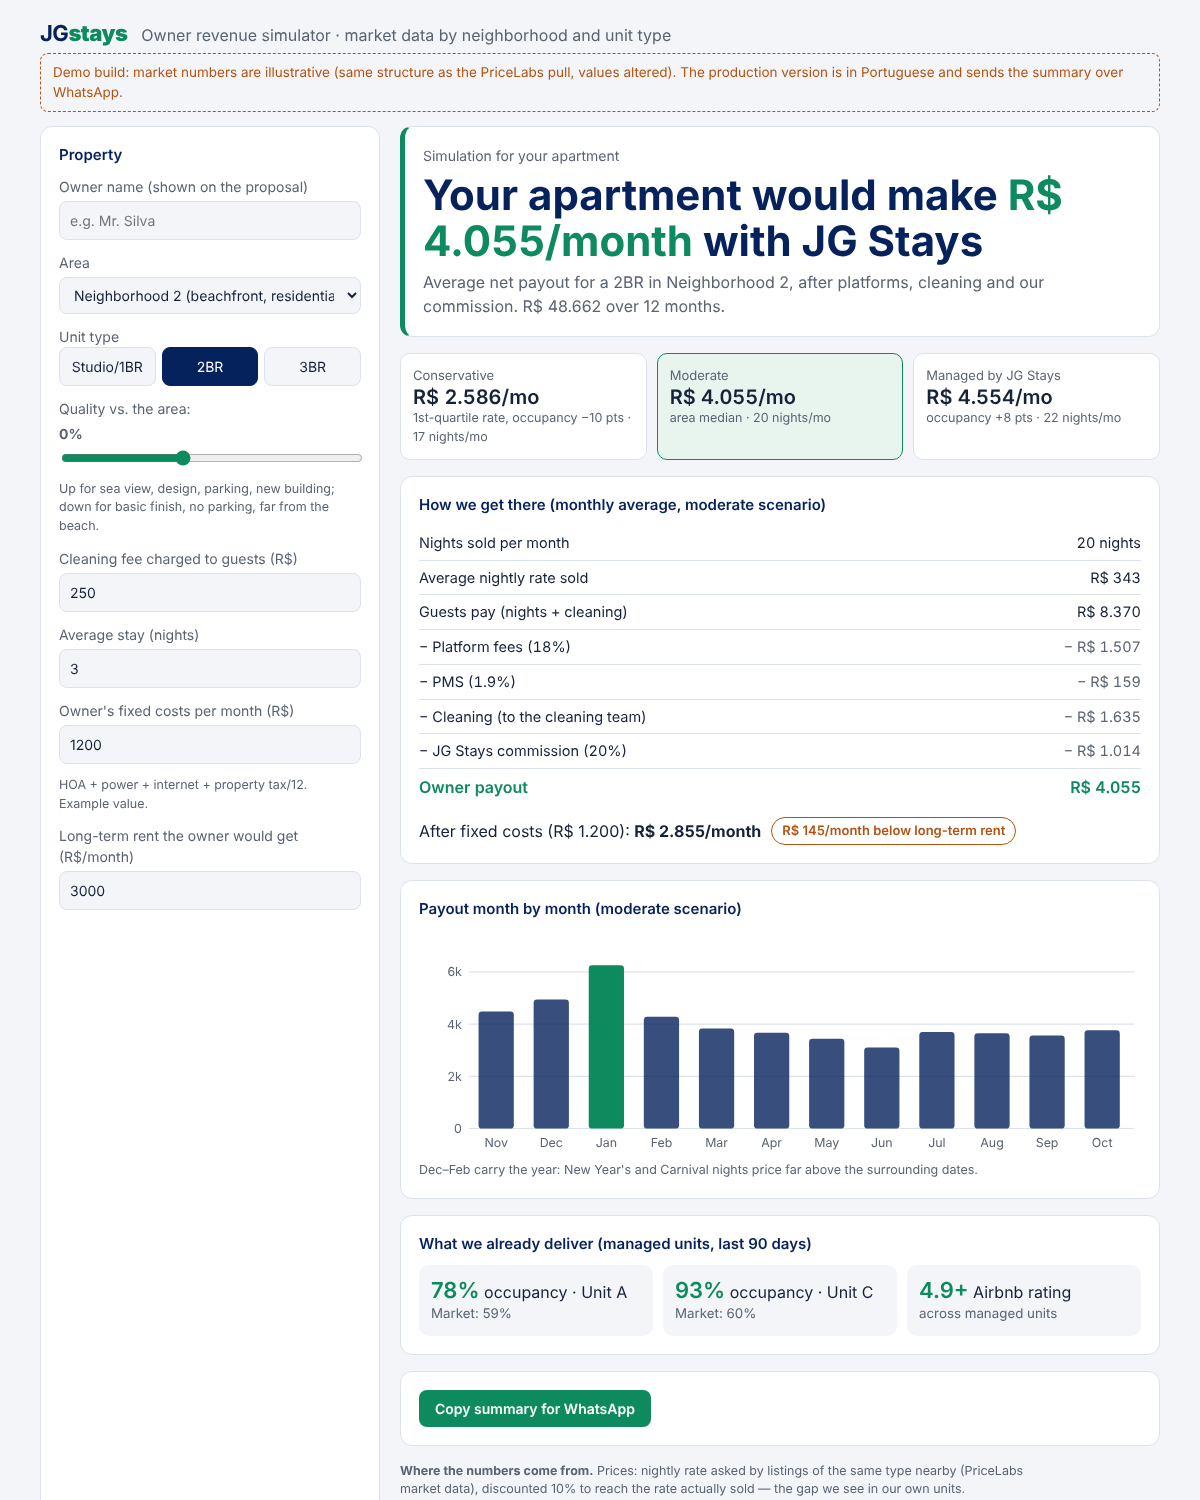 JGstays Owner revenue simulator · market data by neighborhood and unit type
Demo build: market numbers are illustrative (same structure as the PriceLabs pull, values altered). The production version is in Portuguese and sends the summary over
WhatsApp.
Property
Owner name (shown on the proposal)
e.g. Mr. Silva
Area
Neighborhood 2 (beachfront, residentia
Unit type
Studio/1BR 2BR 3BR
Quality vs. the area:
0%
Up for sea view, design, parking, new building;
down for basic finish, no parking, far from the
beach.
Cleaning fee charged to guests (R$)
250
Average stay (nights)
3
Owner's fixed costs per month (R$)
1200
HOA + power + internet + property tax/12.
Example value.
Long-term rent the owner would get
(R$/month)
3000
Simulation for your apartment
Your apartment would make R$
4.055/month with JG Stays
Average net payout for a 2BR in Neighborhood 2, after platforms, cleaning and our
commission. R$ 48.662 over 12 months.
Conservative
R$ 2.586/mo
1st-quartile rate, occupancy −10 pts ·
17 nights/mo
Moderate
R$ 4.055/mo
area median · 20 nights/mo
Managed by JG Stays
R$ 4.554/mo
occupancy +8 pts · 22 nights/mo
How we get there (monthly average, moderate scenario)
Nights sold per month 20 nights
Average nightly rate sold R$ 343
Guests pay (nights + cleaning) R$ 8.370
− Platform fees (18%) − R$ 1.507
− PMS (1.9%) − R$ 159
− Cleaning (to the cleaning team) − R$ 1.635
− JG Stays commission (20%) − R$ 1.014
Owner payout R$ 4.055
After fixed costs (R$ 1.200): R$ 2.855/month R$ 145/month below long-term rent
Payout month by month (moderate scenario)
6k
4k
2k
0
Nov Dec Jan Feb Mar Apr May Jun Jul Aug Sep Oct
Dec–Feb carry the year: New Year's and Carnival nights price far above the surrounding dates.
What we already deliver (managed units, last 90 days)
78% occupancy · Unit A
Market: 59%
93% occupancy · Unit C
Market: 60%
4.9+ Airbnb rating
across managed units
Copy summary for WhatsApp
Where the numbers come from. Prices: nightly rate asked by listings of the same type nearby (PriceLabs
market data), discounted 10% to reach the rate actually sold — the gap we see in our own units.